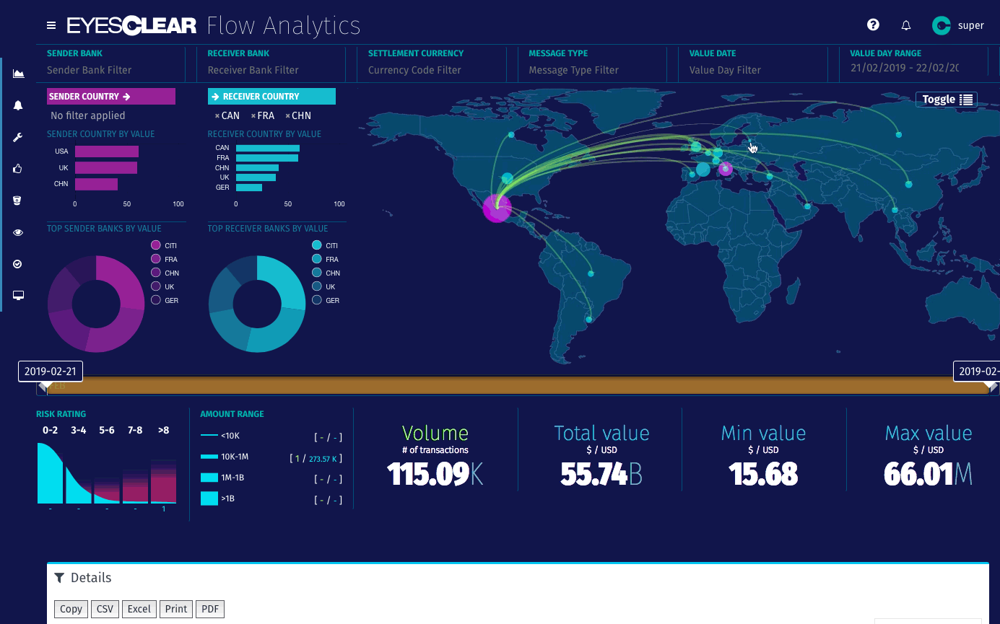 EYESCLEAR Flow Analytics
super
SENDER BANK
Sender Bank Filter
RECEIVER BANK
Receiver Bank Filter
SETTLEMENT CURRENCY
Currency Code Filter
MESSAGE TYPE
Message Type Filter
VALUE DATE
Value Day Filter
VALUE DAY RANGE
21/02/2019 - 22/02/20
SENDER COUNTRY
No filter applied
SENDER COUNTRY BY VALUE
USA
UK
CHN
0 50 100
TOP SENDER BANKS BY VALUE
CITI
FRA
CHN
UK
GER
RECEIVER COUNTRY
× CAN × FRA × CHN
RECEIVER COUNTRY BY VALUE
CAN
FRA
CHN
UK
GER
0 50 100
TOP RECEIVER BANKS BY VALUE
CITI
FRA
CHN
UK
GER
Toggle
2019-02-21
2019-02-
FEB
RISK RATING
0-2 3-4 5-6 7-8 >8
- - - - 1
AMOUNT RANGE
<10K [ - / - ]
10K-1M [ 1 / 273.57 K ]
1M-1B [ - / - ]
>1B [ - / - ]
Volume
# of transactions
115.09K
Total value
$ / USD
55.74B
Min value
$ / USD
15.68
Max value
$ / USD
66.01M
Details
Copy CSV Excel Print PDF